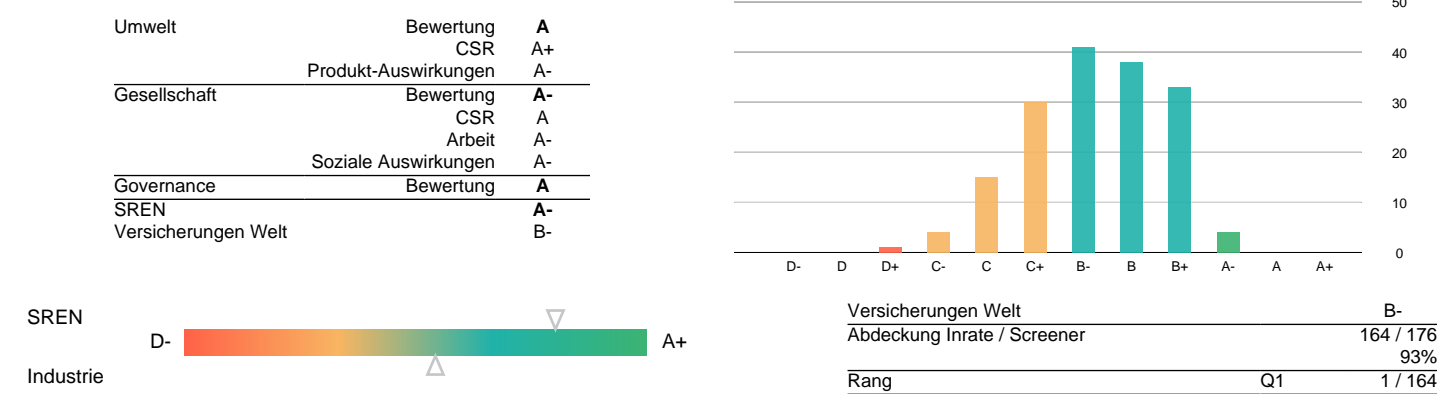 Umwelt Bewertung A
CSR A+
Produkt-Auswirkungen A-
Gesellschaft Bewertung A-
CSR A
Arbeit A-
Soziale Auswirkungen A-
Governance Bewertung A
SREN A-
Versicherungen Welt B-
50
40
30
20
10
0
D- D D+ C- C C+ B- B B+ A- A A+
SREN
D- A+
Industrie
Versicherungen Welt B-
Abdeckung Inrate / Screener 164 / 176
93%
Rang Q1 1 / 164